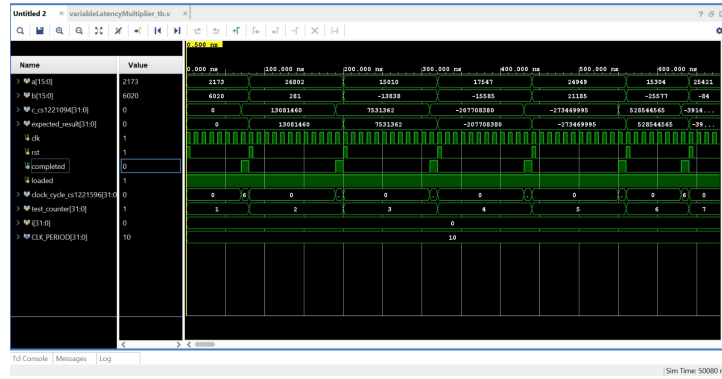 Untitled 2 × variableLatencyMultiplier_tb.v × ?
0.500 ns
Name Value 0.000 ns 100.000 ns 200.000 ns 300.000 ns 400.000 ns 500.000 ns 600.000 ns
a[15:0] 2173 2173 26802 15010 17547 24949 15304 25421
b[15:0] 6020 6020 281 -13838 -15585 21185 -25577 -84
c_cs1221094[31:0] 0 0 13081460 7531362 -207708380 -273469995 528544565 -3914...
expected_result[31:0] 0 0 13081460 7531362 -207708380 -273469995 528544565 -39...
clk 1
rst 1
completed 0
loaded 1
clock_cycle_cs1221596[31:0 0 0 6 0 . 0 . 0 . 0 . 0 6 0
test_counter[31:0] 1 1 2 3 4 5 6 7
i[31:0] 0 0
CLK_PERIOD[31:0] 10 10
Tcl Console Messages Log
Sim Time: 50080 n